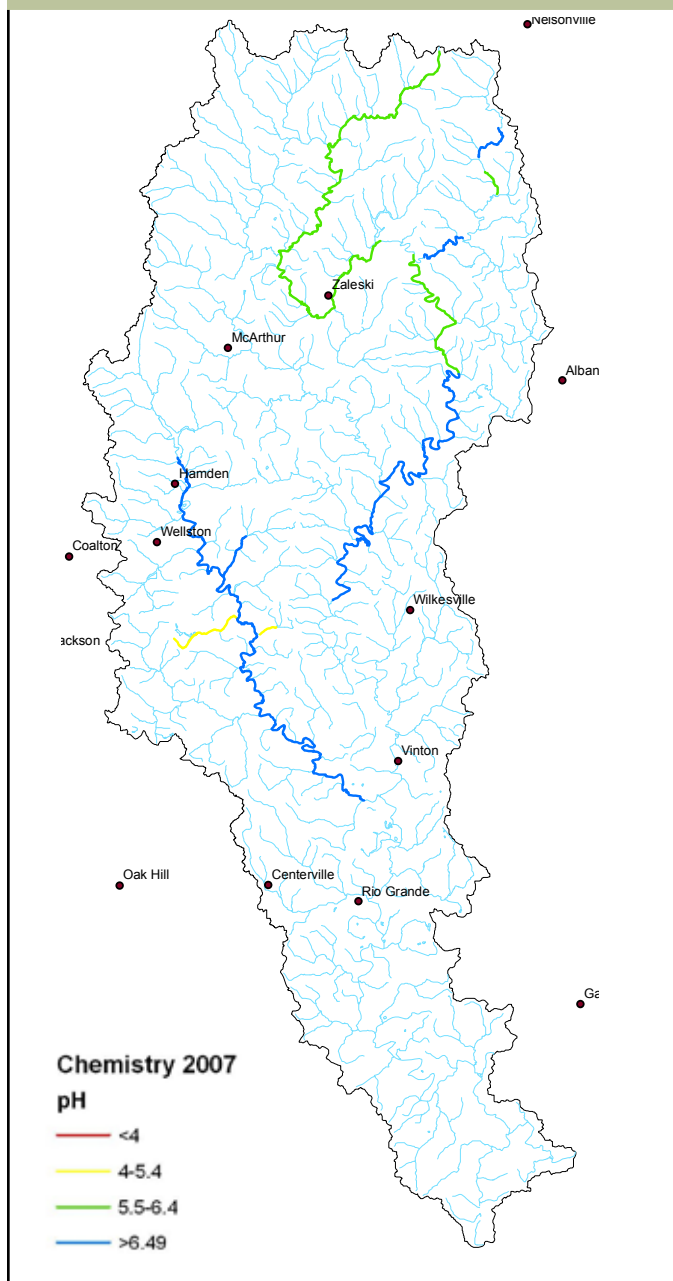 Nelsonville
Zaleski
McArthur
Alban
Hamden
Wellston
Coalton
Wilkesville
ackson
Vinton
Oak Hill
Centerville
Rio Grande
Ga
Chemistry 2007
pH
<4
4-5.4
5.5-6.4
>6.49